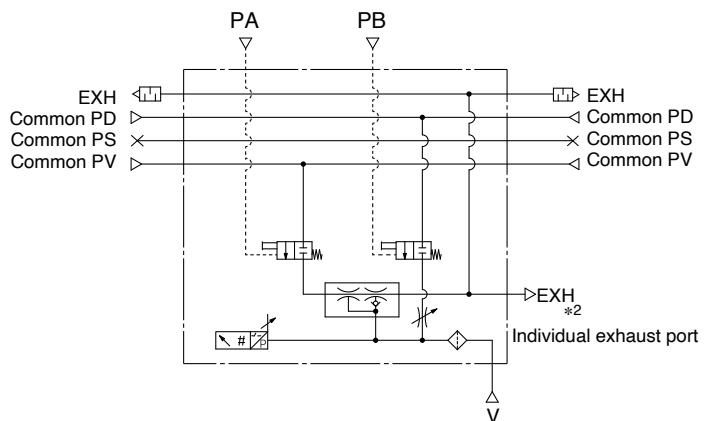 PA PB
EXH EXH
Common PD Common PD
Common PS Common PS
Common PV Common PV
EXH
*2
Individual exhaust port
# P
V